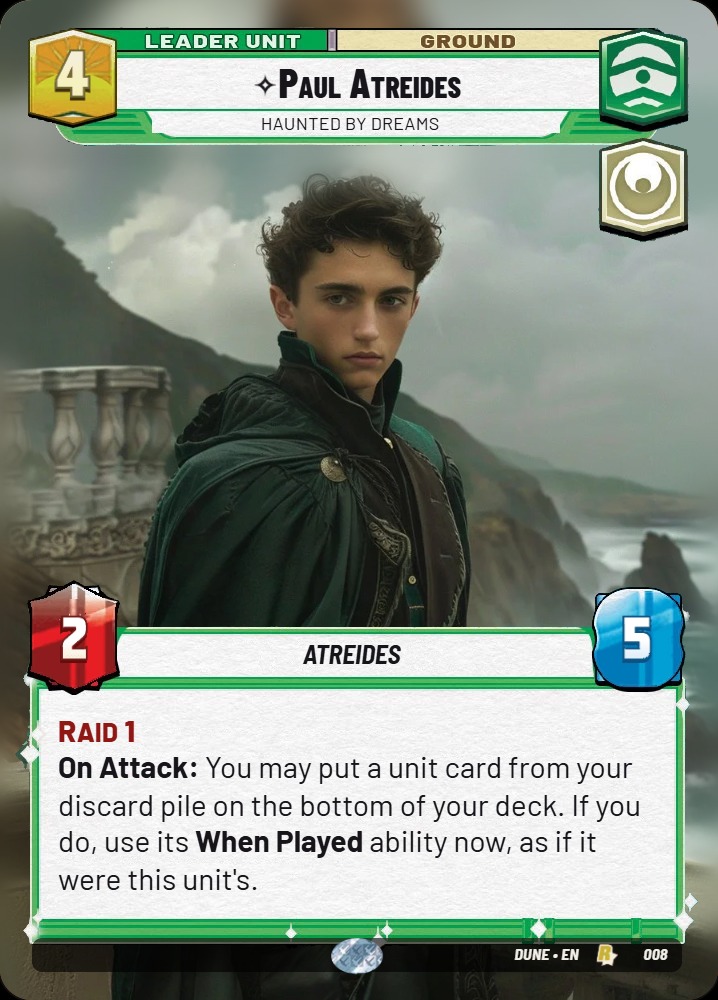 LEADER UNIT GROUND
4
✧PAUL ATREIDES
HAUNTED BY DREAMS
2
ATREIDES
5
RAID 1
On Attack: You may put a unit card from your
discard pile on the bottom of your deck. If you
do, use its When Played ability now, as if it
were this unit's.
DUNE • EN R 008